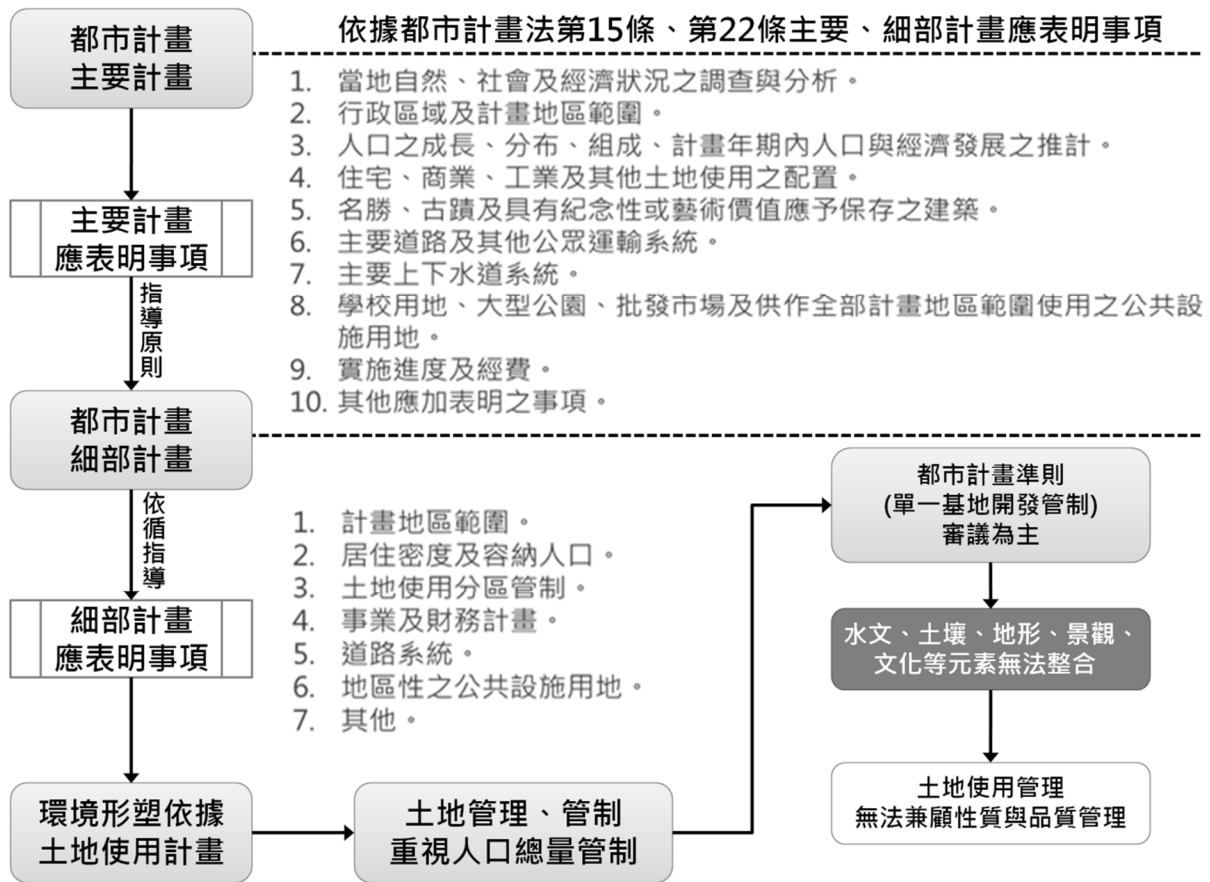 都市計畫
主要計畫
依據都市計畫法第15條、第22條主要、細部計畫應表明事項
1. 當地自然、社會及經濟狀況之調查與分析。
2. 行政區域及計畫地區範圍。
3. 人口之成長、分布、組成、計畫年期內人口與經濟發展之推計。
4. 住宅、商業、工業及其他土地使用之配置。
5. 名勝、古蹟及具有紀念性或藝術價值應予保存之建築。
6. 主要道路及其他公眾運輸系統。
7. 主要上下水道系統。
8. 學校用地、大型公園、批發市場及供作全部計畫地區範圍使用之公共設
施用地。
9. 實施進度及經費。
10. 其他應加表明之事項。
主要計畫
應表明事項
指導原則
都市計畫
細部計畫
依循指導
細部計畫
應表明事項
1. 計畫地區範圍。
2. 居住密度及容納人口。
3. 土地使用分區管制。
4. 事業及財務計畫。
5. 道路系統。
6. 地區性之公共設施用地。
7. 其他。
環境形塑依據
土地使用計畫
土地管理、管制
重視人口總量管制
都市計畫準則
(單一基地開發管制)
審議為主
水文、土壤、地形、景觀、
文化等元素無法整合
土地使用管理
無法兼顧性質與品質管理